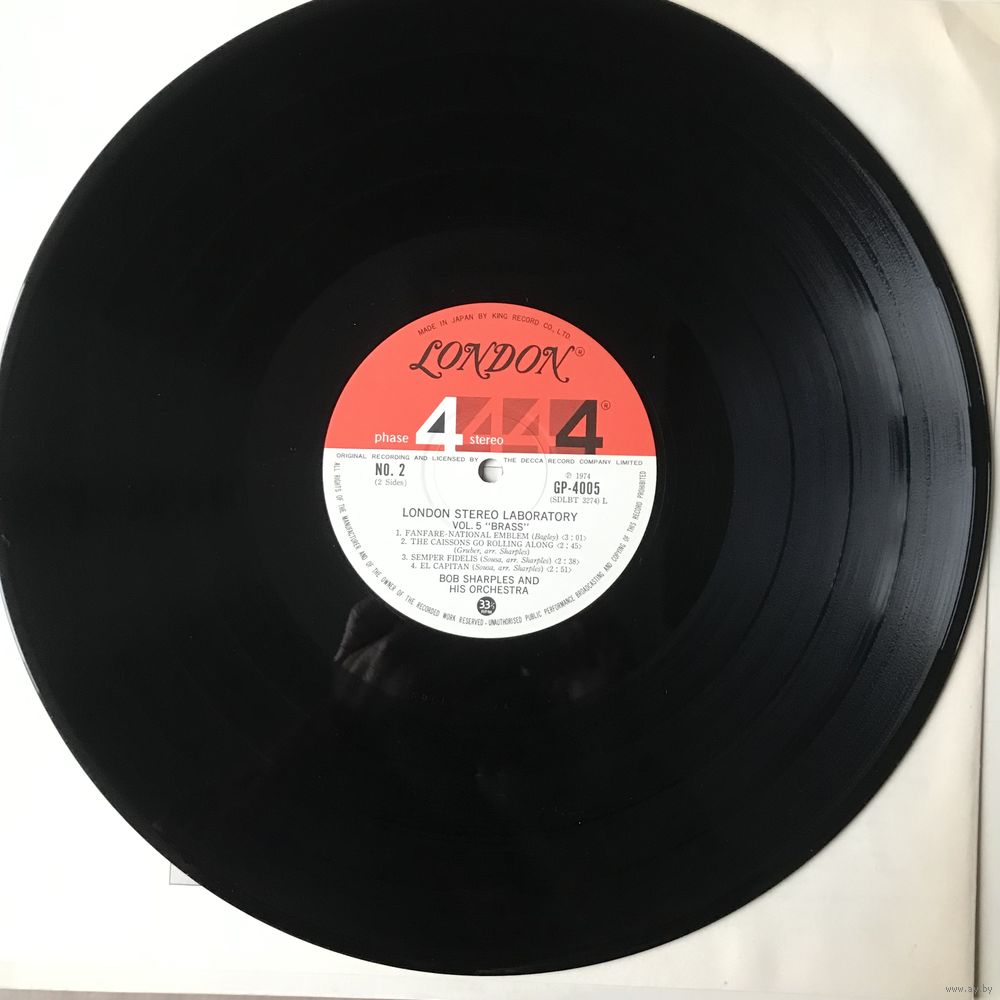 MADE IN JAPAN BY KING RECORD CO., LTD.
LONDON®
phase 4 stereo 4 ®
ORIGINAL RECORDING AND LICENSED BY THE DECCA RECORD COMPANY LIMITED
NO. 2
(2 Sides)
Ⓟ 1974
GP-4005
(SDLBT 3274) L
LONDON STEREO LABORATORY
VOL. 5 "BRASS"
1. FANFARE-NATIONAL EMBLEM (Bagley) <3 : 01>
2. THE CAISSONS GO ROLLING ALONG <2 : 45>
(Gruber, arr. Sharples)
3. SEMPER FIDELIS (Sousa, arr. Sharples) <2 : 38>
4. EL CAPITAN (Sousa, arr. Sharples) <2 : 51>
BOB SHARPLES AND
HIS ORCHESTRA
33⅓
RPM
ALL RIGHTS OF THE MANUFACTURER AND OF THE OWNER OF THE RECORDED WORK RESERVED · UNAUTHORISED PUBLIC PERFORMANCE BROADCASTING AND COPYING OF THIS RECORD PROHIBITED
www.ay.by